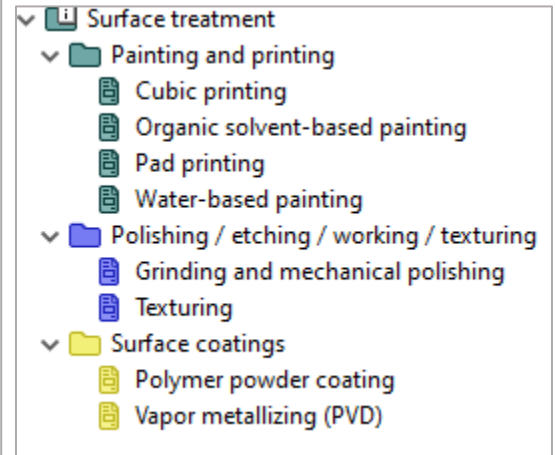 Surface treatment
Painting and printing
Cubic printing
Organic solvent-based painting
Pad printing
Water-based painting
Polishing / etching / working / texturing
Grinding and mechanical polishing
Texturing
Surface coatings
Polymer powder coating
Vapor metallizing (PVD)